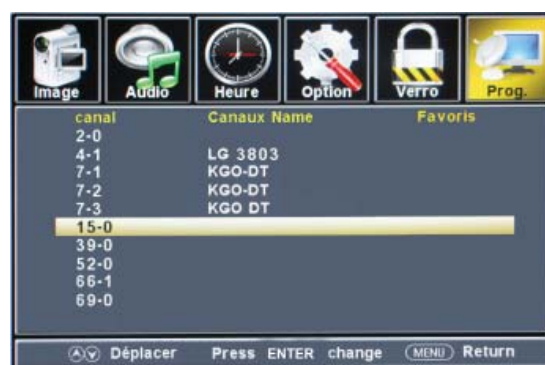 Image Audio Heure Option Verro Prog.
canal Canaux Name Favoris
2-0
4-1 LG 3803
7-1 KGO-DT
7-2 KGO-DT
7-3 KGO DT
15-0
39-0
52-0
66-1
69-0
Déplacer Press ENTER change MENU Return